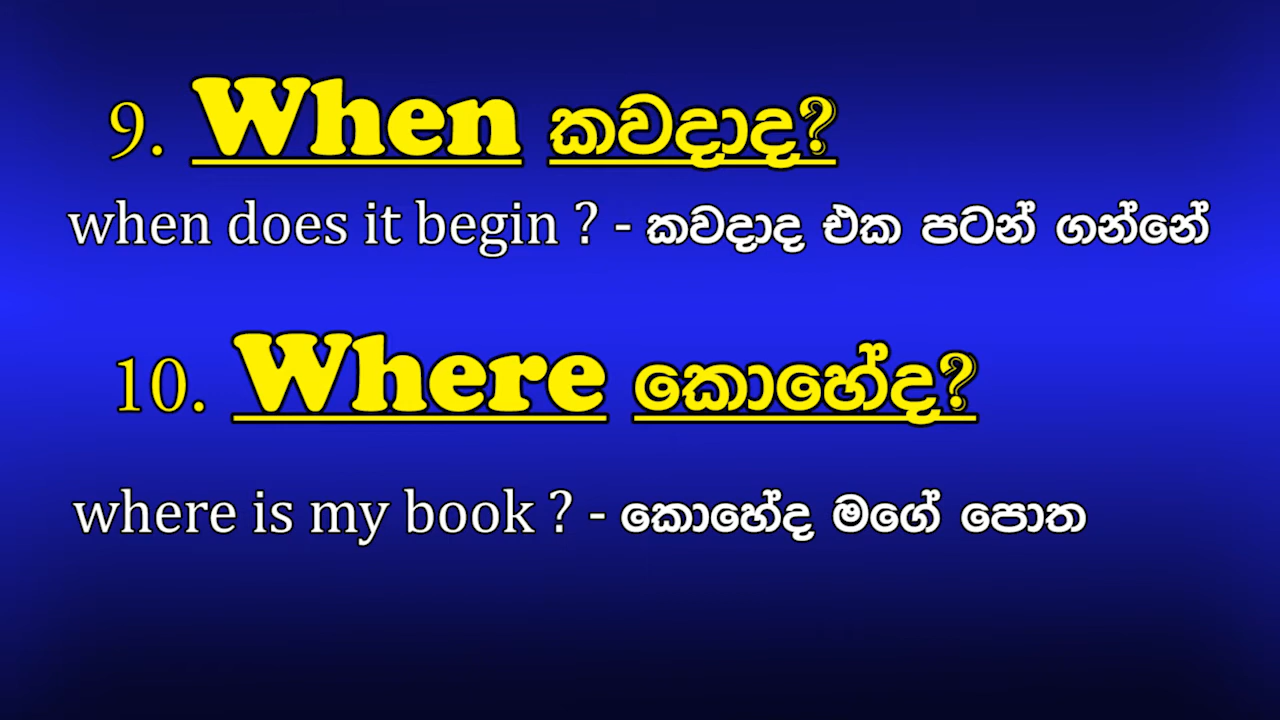 9. When කවදාද?
when does it begin ? - කවදාද එක පටන් ගන්නේ
10. Where කොහේද?
where is my book ? - කොහේද මගේ පොත